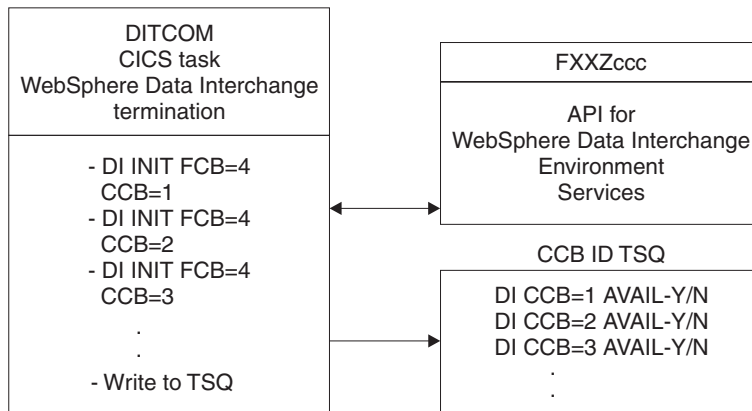 DITCOM
CICS task
WebSphere Data Interchange
termination
- DI INIT FCB=4
CCB=1
- DI INIT FCB=4
CCB=2
- DI INIT FCB=4
CCB=3
.
.
- Write to TSQ
FXXZccc
API for
WebSphere Data Interchange
Environment
Services
CCB ID TSQ
DI CCB=1 AVAIL-Y/N
DI CCB=2 AVAIL-Y/N
DI CCB=3 AVAIL-Y/N
.
.